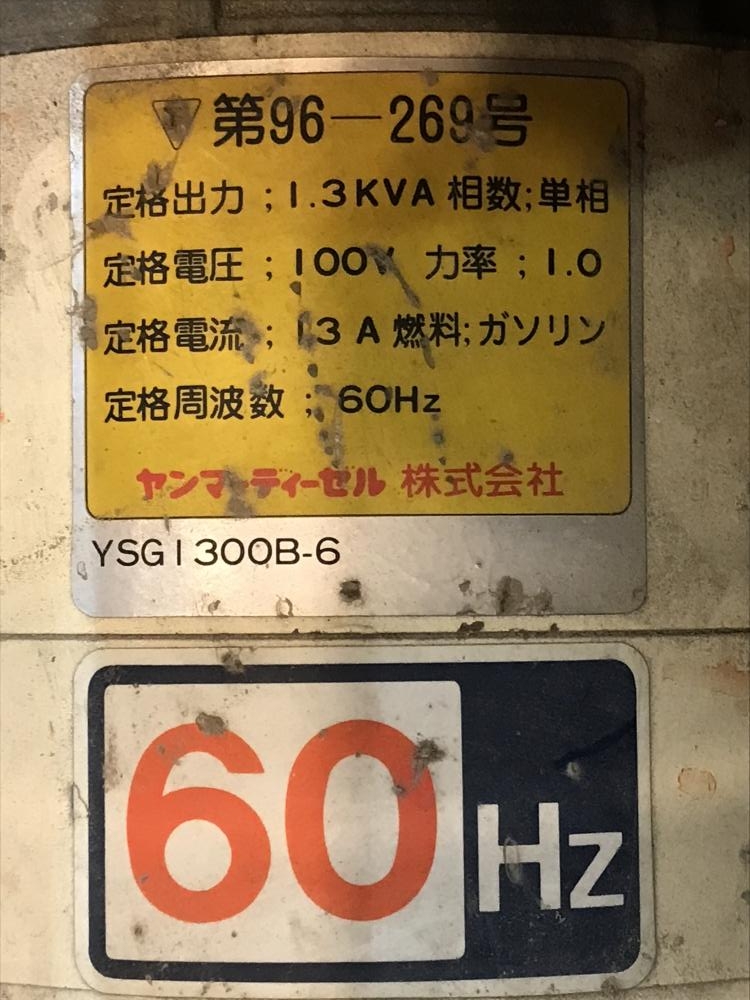 第96-269号
定格出力;1.3KVA 相数;単相
定格電圧;100V 力率;1.0
定格電流;13A 燃料;ガソリン
定格周波数;60Hz
ヤンマーディーゼル 株式会社
YSG1300B-6
60Hz